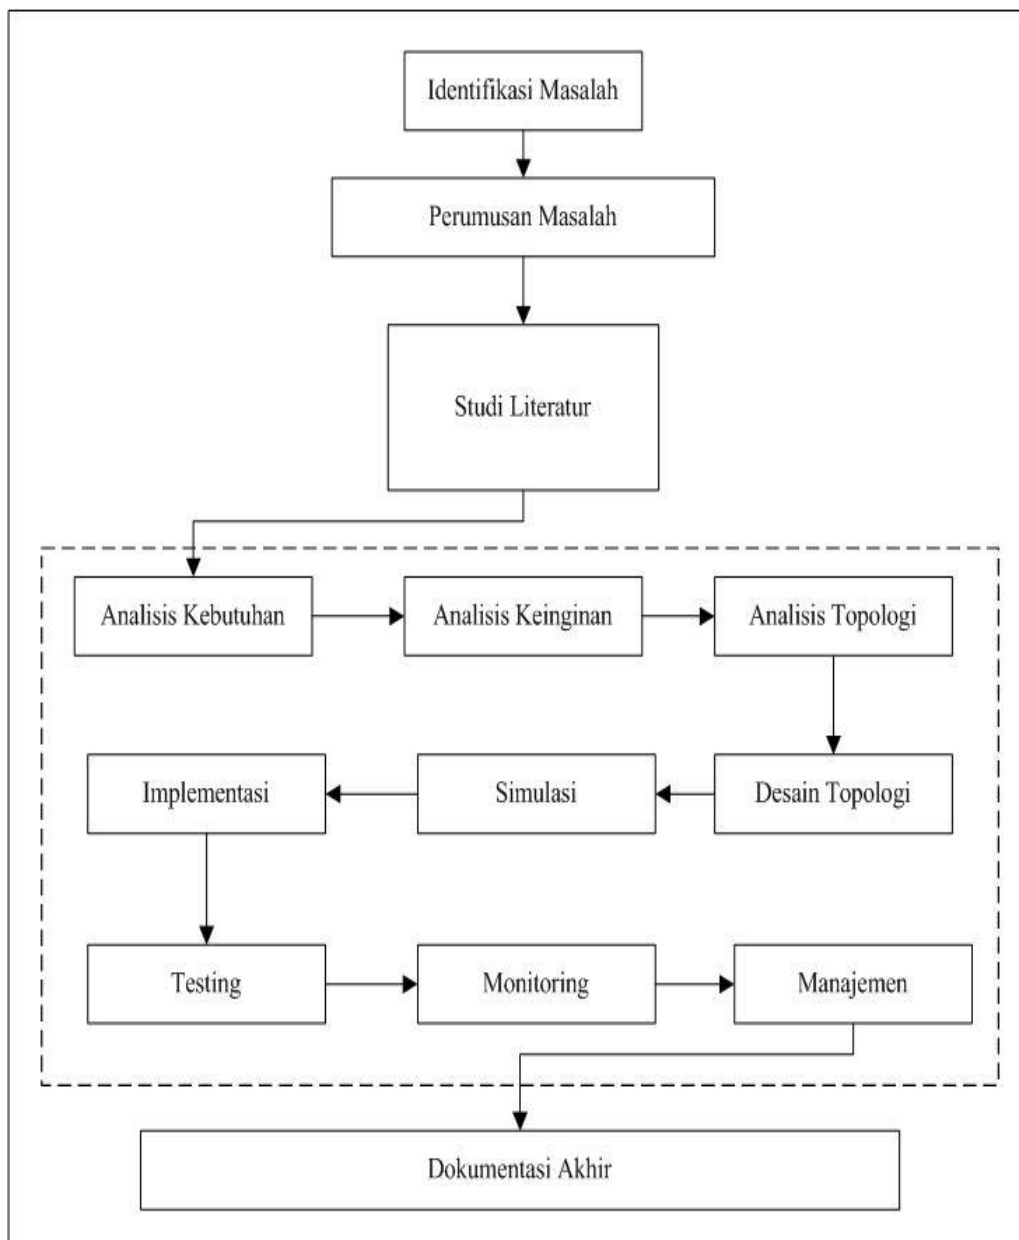 Identifikasi Masalah
Perumusan Masalah
Studi Literatur
Analisis Kebutuhan
Analisis Keinginan
Analisis Topologi
Implementasi
Simulasi
Desain Topologi
Testing
Monitoring
Manajemen
Dokumentasi Akhir